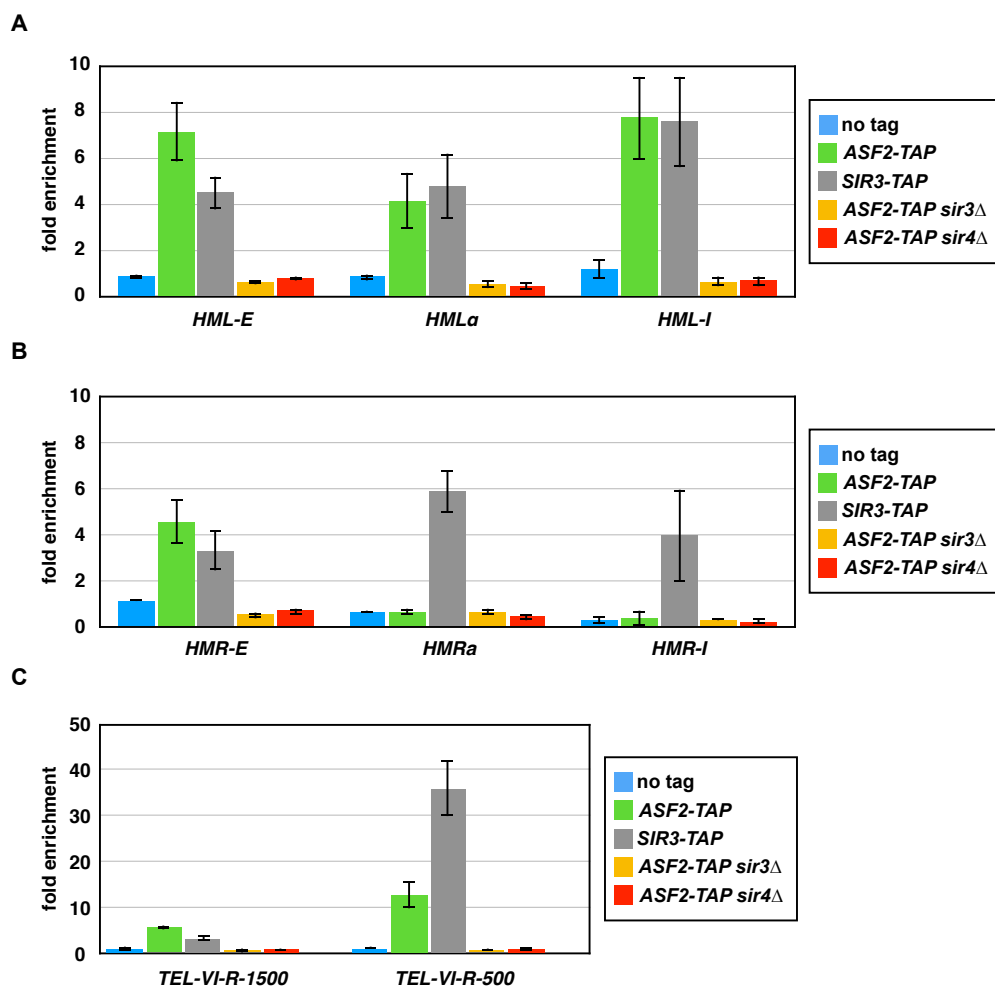 A
fold enrichment
10
8
6
4
2
0
HML-E
HMLα
HML-I
no tag
ASF2-TAP
SIR3-TAP
ASF2-TAP sir3Δ
ASF2-TAP sir4Δ
B
fold enrichment
10
8
6
4
2
0
HMR-E
HMRa
HMR-I
no tag
ASF2-TAP
SIR3-TAP
ASF2-TAP sir3Δ
ASF2-TAP sir4Δ
C
fold enrichment
50
40
30
20
10
0
TEL-VI-R-1500
TEL-VI-R-500
no tag
ASF2-TAP
SIR3-TAP
ASF2-TAP sir3Δ
ASF2-TAP sir4Δ